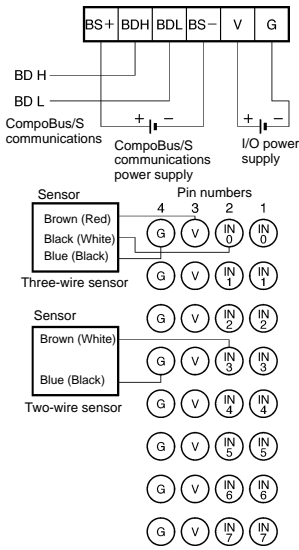 BS+ BDH BDL BS− V G
BD H
BD L
CompoBus/S
communications
+ −
CompoBus/S
communications
power supply
+ −
I/O power
supply
Pin numbers
4 3 2 1
Sensor
Brown (Red)
Black (White)
Blue (Black)
Three-wire sensor
G V IN 0 IN 0
G V IN 1 IN 1
G V IN 2 IN 2
Sensor
Brown (White)
Blue (Black)
Two-wire sensor
G V IN 3 IN 3
G V IN 4 IN 4
G V IN 5 IN 5
G V IN 6 IN 6
G V IN 7 IN 7